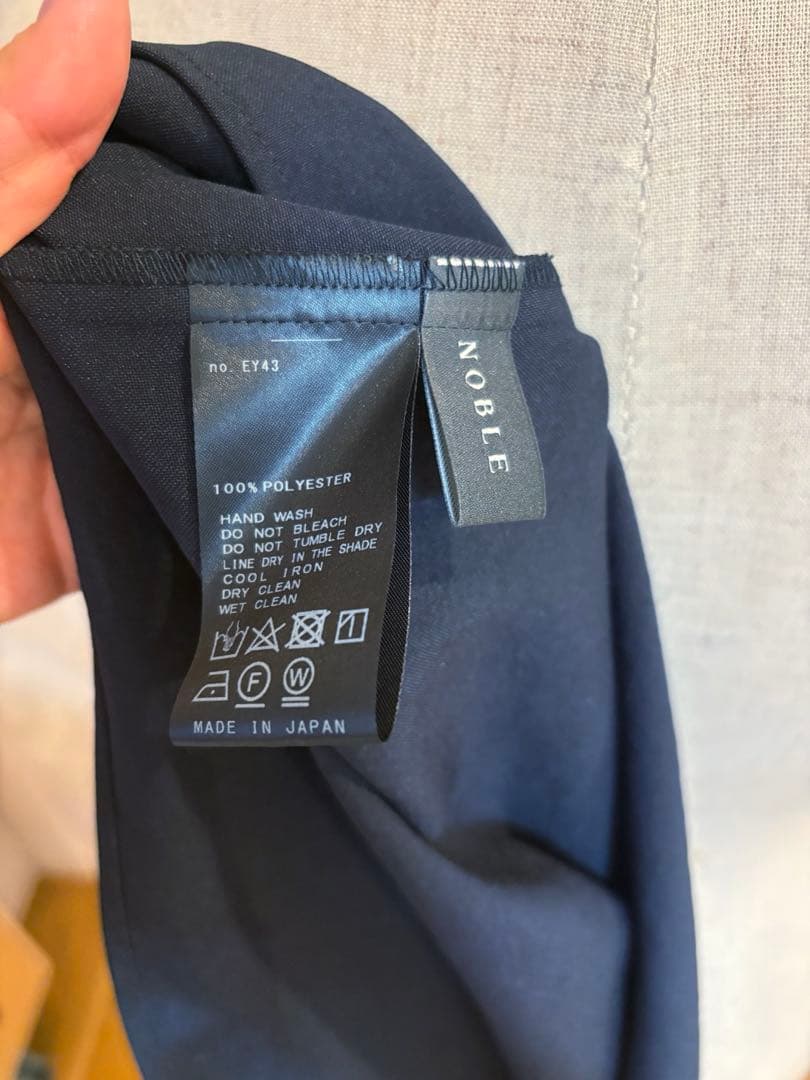 no. EY43
NOBLE
100% POLYESTER
HAND WASH
DO NOT BLEACH
DO NOT TUMBLE DRY
LINE DRY IN THE SHADE
COOL IRON
DRY CLEAN
WET CLEAN
F
W
MADE IN JAPAN